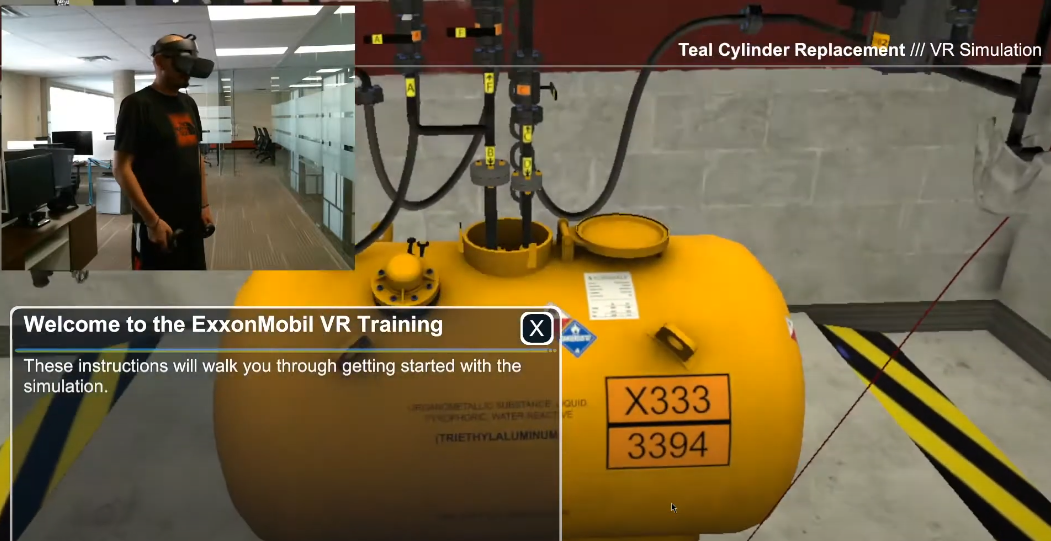 Teal Cylinder Replacement /// VR Simulation
A
F
A
F
B
C
D
Welcome to the ExxonMobil VR Training
X
These instructions will walk you through getting started with the
simulation.
ORGANOMETALLIC SUBSTANCE LIQUID
PYROPHORIC, WATER-REACTIVE
(TRIETHYLALUMINUM
X333
3394